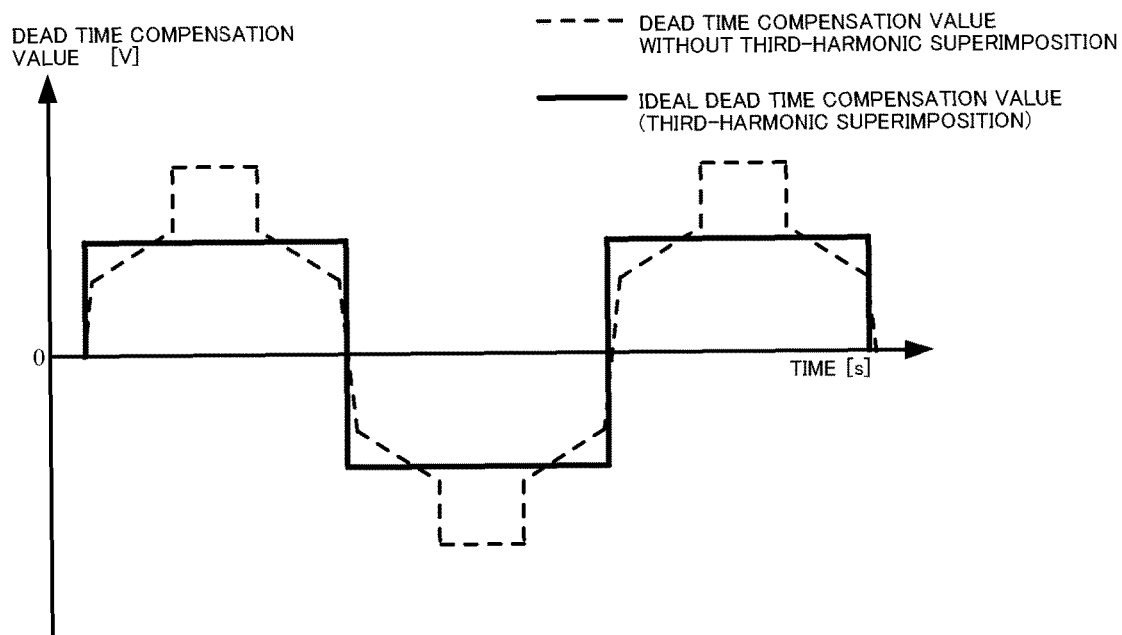 DEAD TIME COMPENSATION
VALUE [V]
DEAD TIME COMPENSATION VALUE
WITHOUT THIRD-HARMONIC SUPERIMPOSITION
IDEAL DEAD TIME COMPENSATION VALUE
(THIRD-HARMONIC SUPERIMPOSITION)
0
TIME [s]